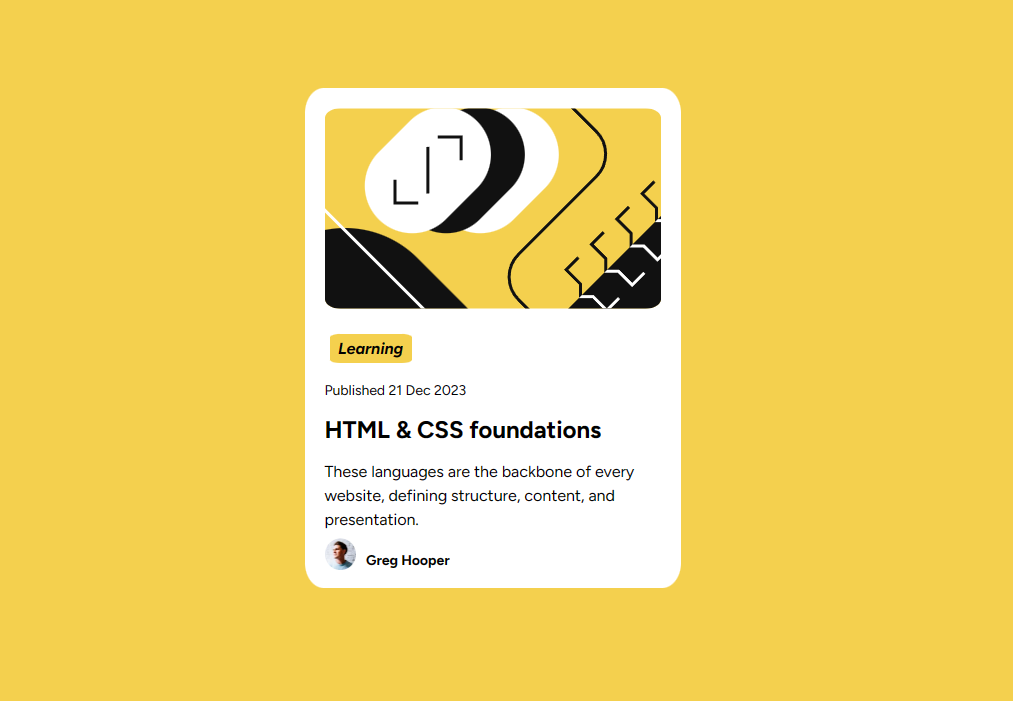 Learning
Published 21 Dec 2023
HTML & CSS foundations
These languages are the backbone of every
website, defining structure, content, and
presentation.
Greg Hooper